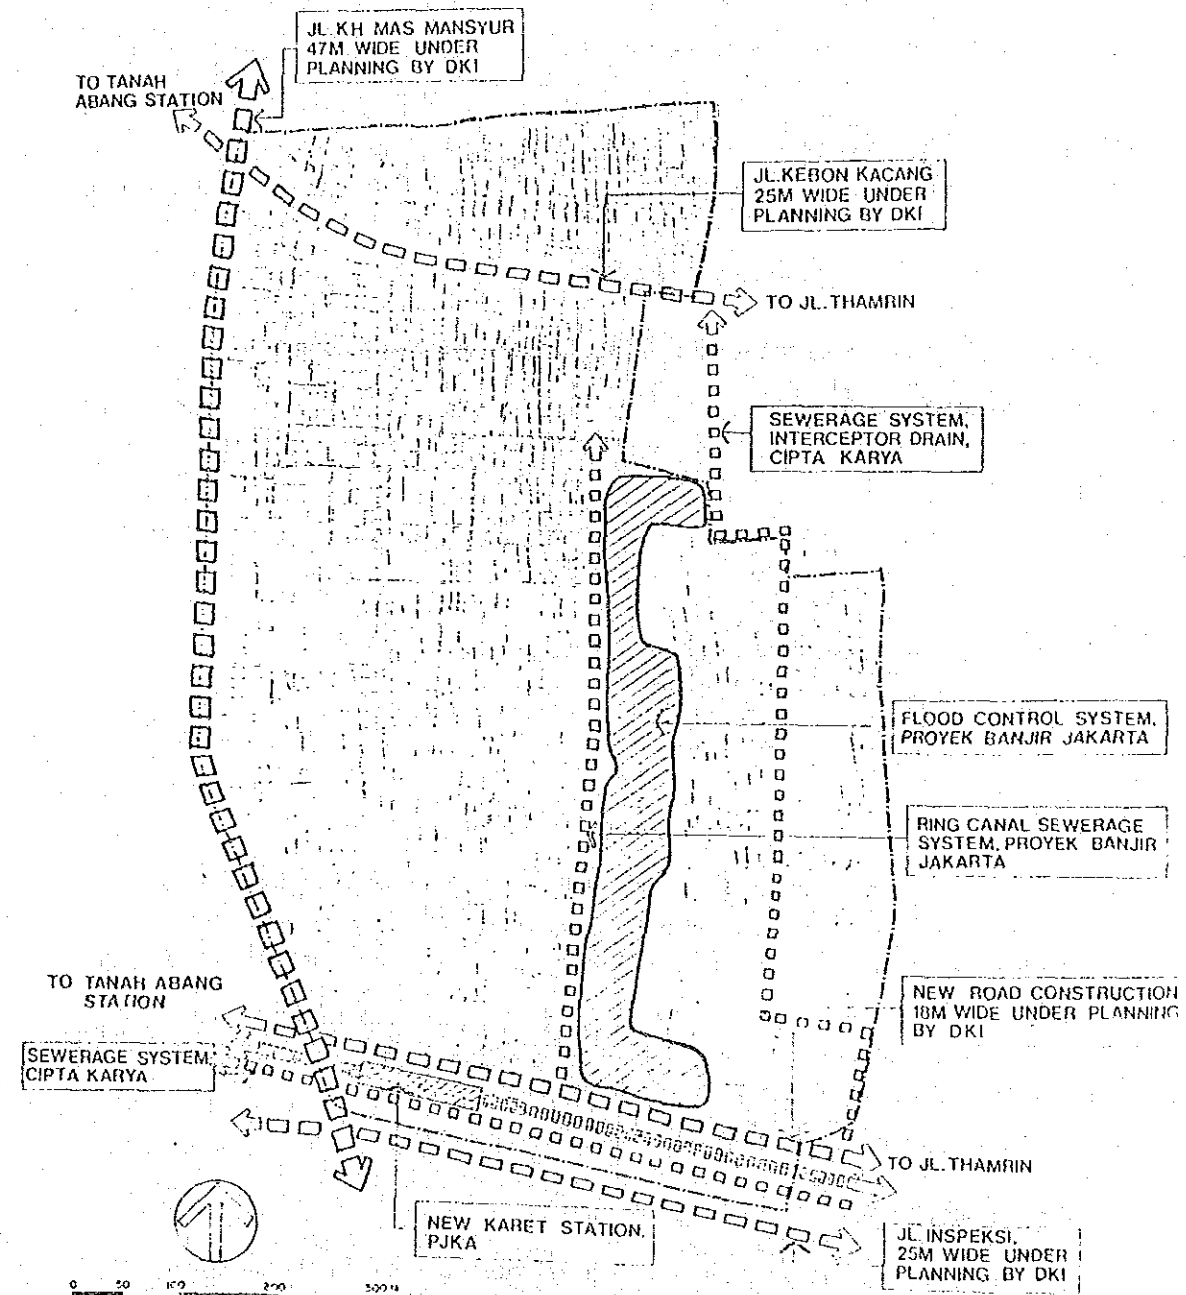 JL.KH MAS MANSYUR
47M WIDE UNDER
PLANNING BY DKI
TO TANAH
ABANG STATION
JL.KEBON KACANG
25M WIDE UNDER
PLANNING BY DKI
TO JL.THAMRIN
SEWERAGE SYSTEM,
INTERCEPTOR DRAIN,
CIPTA KARYA
FLOOD CONTROL SYSTEM,
PROYEK BANJIR JAKARTA
RING CANAL SEWERAGE
SYSTEM, PROYEK BANJIR
JAKARTA
TO TANAH ABANG
STATION
NEW ROAD CONSTRUCTION
18M WIDE UNDER PLANNING
BY DKI
SEWERAGE SYSTEM
CIPTA KARYA
TO JL.THAMRIN
NEW KARET STATION,
PJKA
JL.INSPEKSI,
25M WIDE UNDER
PLANNING BY DKI
0 50 100 200 300M